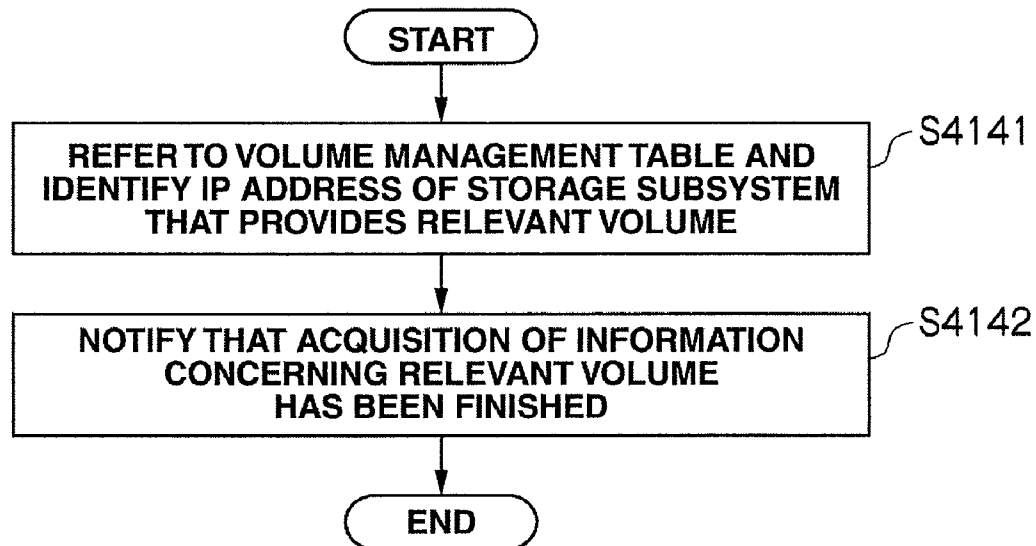 START
REFER TO VOLUME MANAGEMENT TABLE AND
IDENTIFY IP ADDRESS OF STORAGE SUBSYSTEM
THAT PROVIDES RELEVANT VOLUME
S4141
NOTIFY THAT ACQUISITION OF INFORMATION
CONCERNING RELEVANT VOLUME
HAS BEEN FINISHED
S4142
END